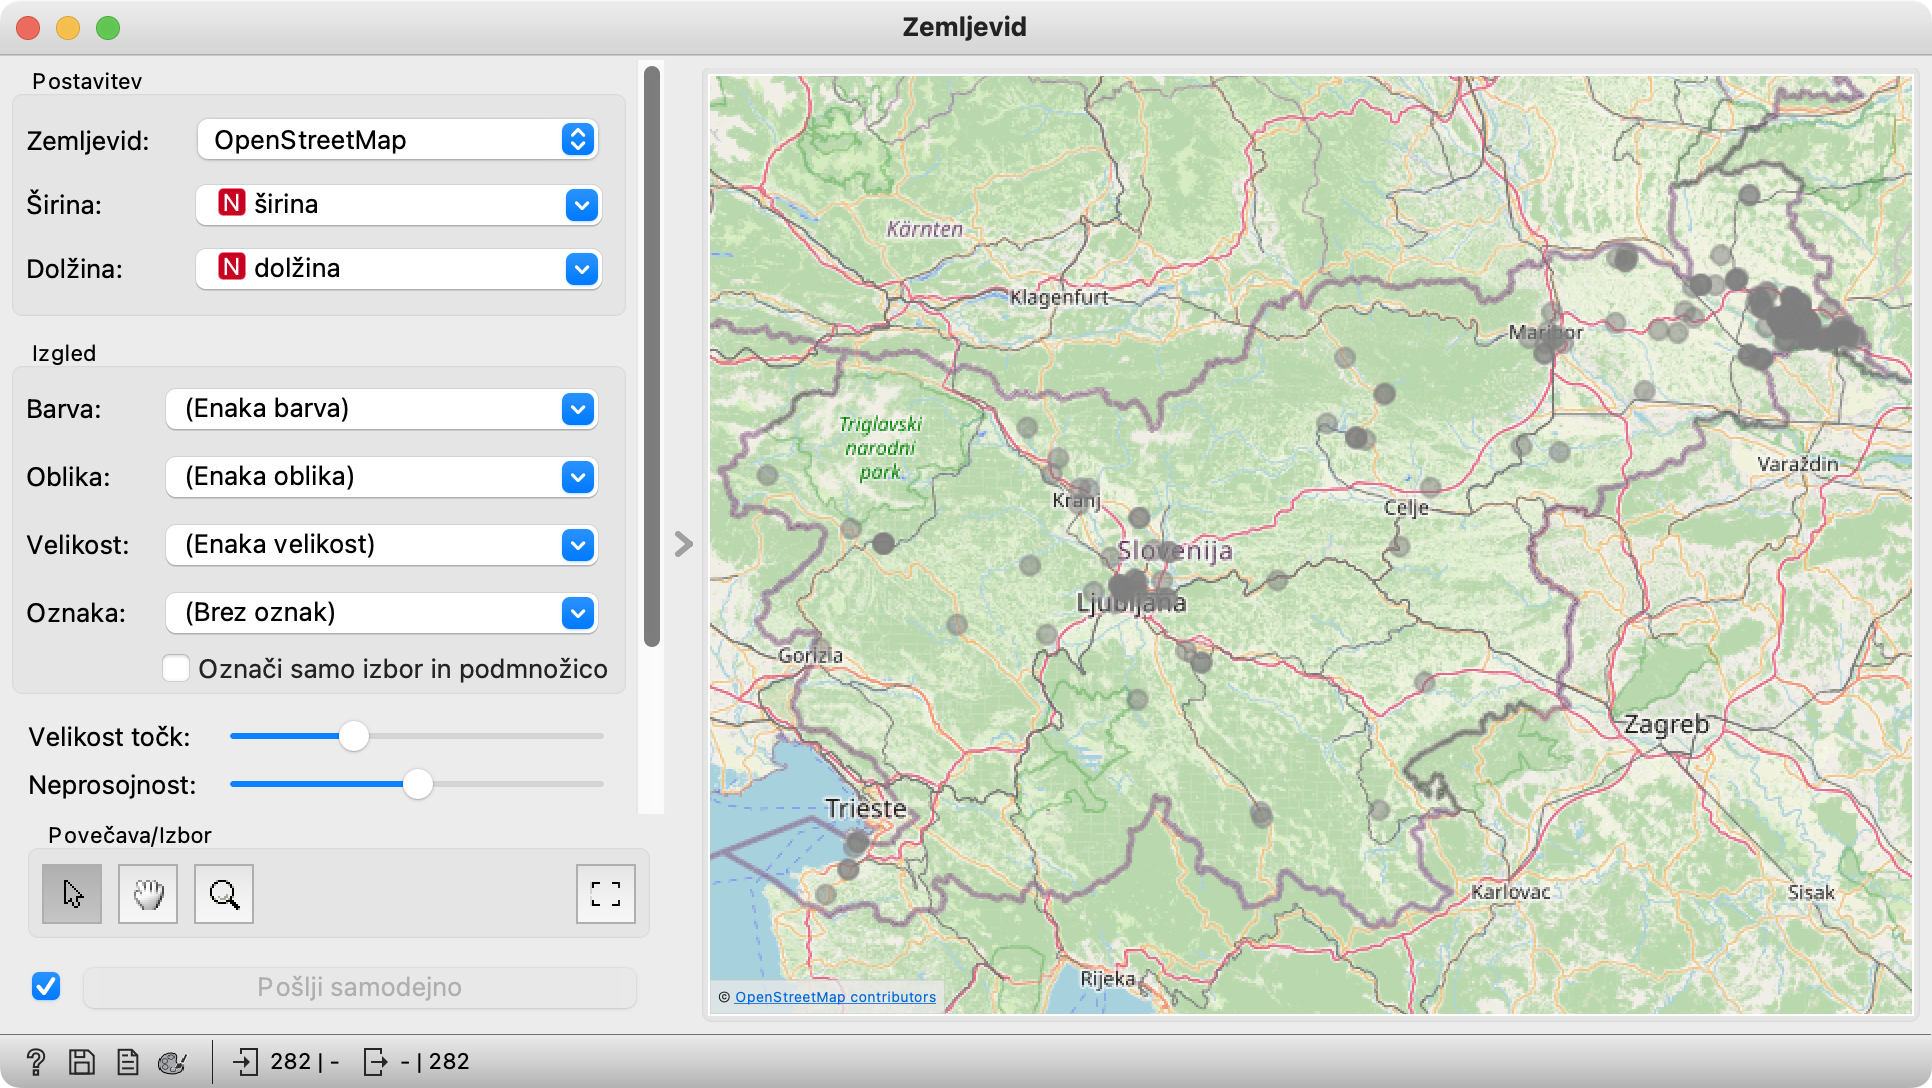 Zemljevid
Postavitev
Zemljevid: OpenStreetMap
Širina: N širina
Dolžina: N dolžina
Izgled
Barva: (Enaka barva)
Oblika: (Enaka oblika)
Velikost: (Enaka velikost)
Oznaka: (Brez oznak)
Označi samo izbor in podmnožico
Velikost točk:
Neprosojnost:
Povečava/Izbor
Pošlji samodejno
? 282 | - - | 282
Kärnten
Klagenfurt
Maribor
Triglavski
narodni
park
Varaždin
Kranj
Celje
Slovenija
Ljubljana
Gorizia
Zagreb
Trieste
Karlovac
Sisak
Rijeka
© OpenStreetMap contributors